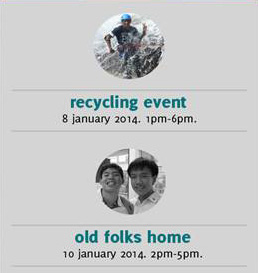 recycling event
8 january 2014. 1pm-6pm.
old folks home
10 january 2014. 2pm-5pm.